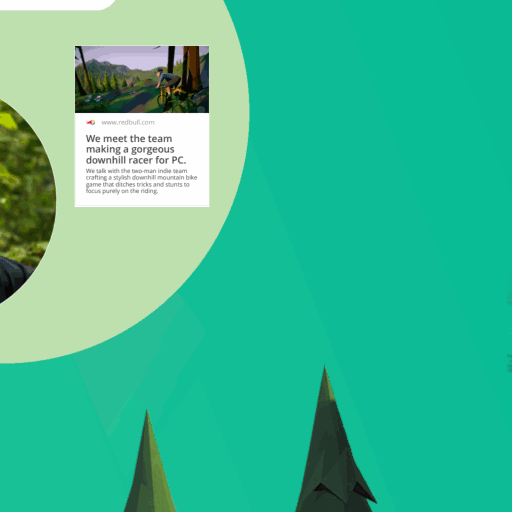 www.redbull.com
We meet the team
making a gorgeous
downhill racer for PC.
We talk with the two-man indie team
crafting a stylish downhill mountain bike
game that ditches tricks and stunts to
focus purely on the riding.